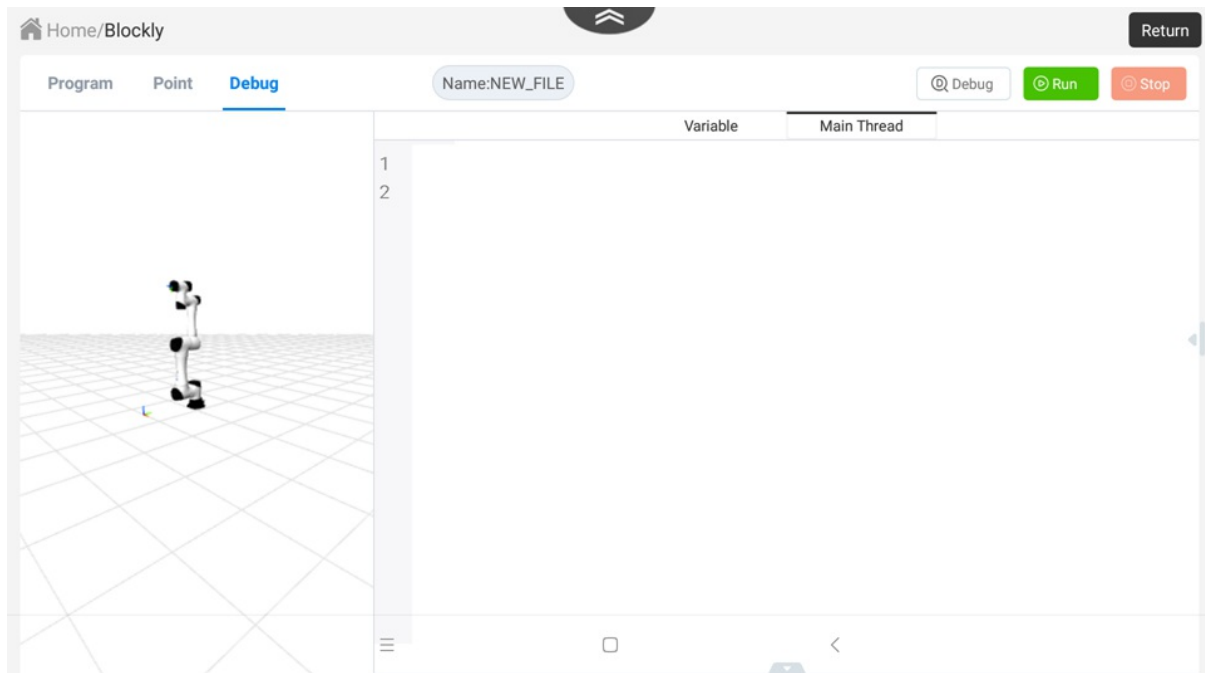 Home/Blockly
Return
Program Point Debug Name:NEW_FILE Debug Run Stop
Variable Main Thread
1
2